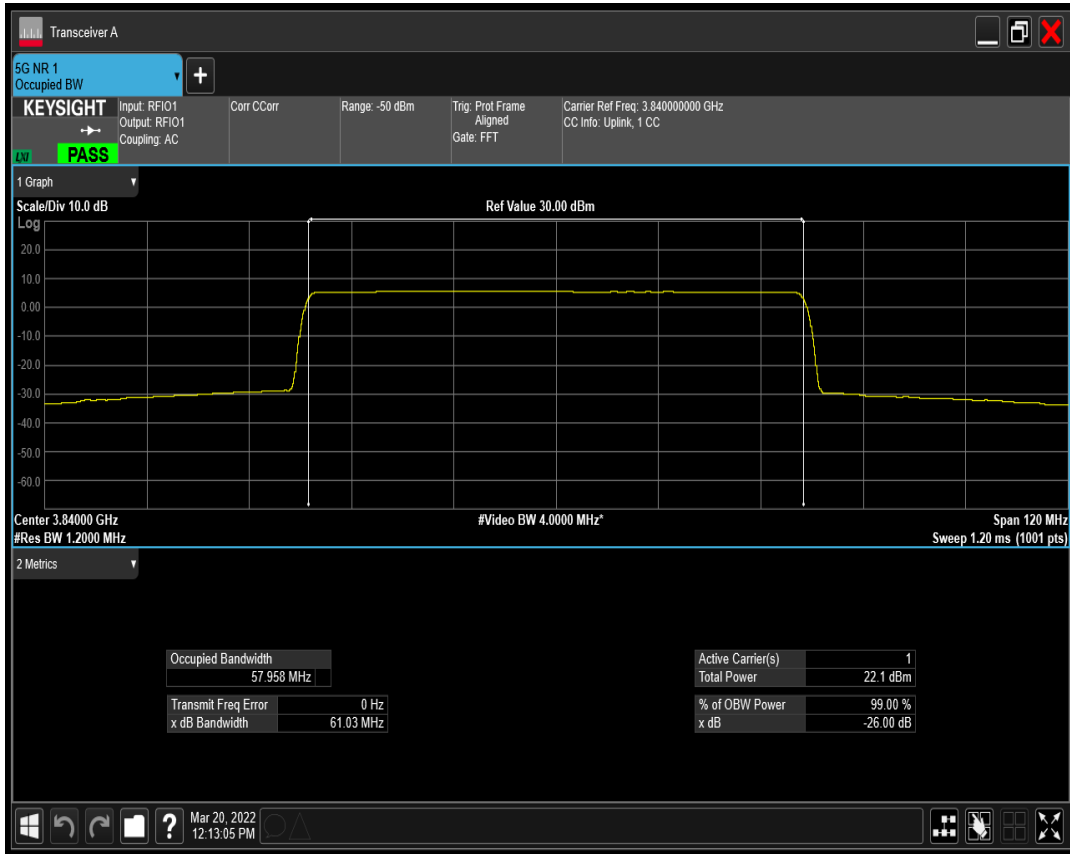 Transceiver A
5G NR 1
Occupied BW
KEYSIGHT
LXI
PASS
Input: RFIO1
Output: RFIO1
Coupling: AC
Corr CCorr
Range: -50 dBm
Trig: Prot Frame
Aligned
Gate: FFT
Carrier Ref Freq: 3.840000000 GHz
CC Info: Uplink, 1 CC
1 Graph
Scale/Div 10.0 dB
Ref Value 30.00 dBm
Log
20.0
10.0
0.00
-10.0
-20.0
-30.0
-40.0
-50.0
-60.0
Center 3.84000 GHz
#Video BW 4.0000 MHz*
Span 120 MHz
#Res BW 1.2000 MHz
Sweep 1.20 ms (1001 pts)
2 Metrics
Occupied Bandwidth
57.958 MHz
Transmit Freq Error 0 Hz
x dB Bandwidth 61.03 MHz
Active Carrier(s) 1
Total Power 22.1 dBm
% of OBW Power 99.00 %
x dB -26.00 dB
?
Mar 20, 2022
12:13:05 PM